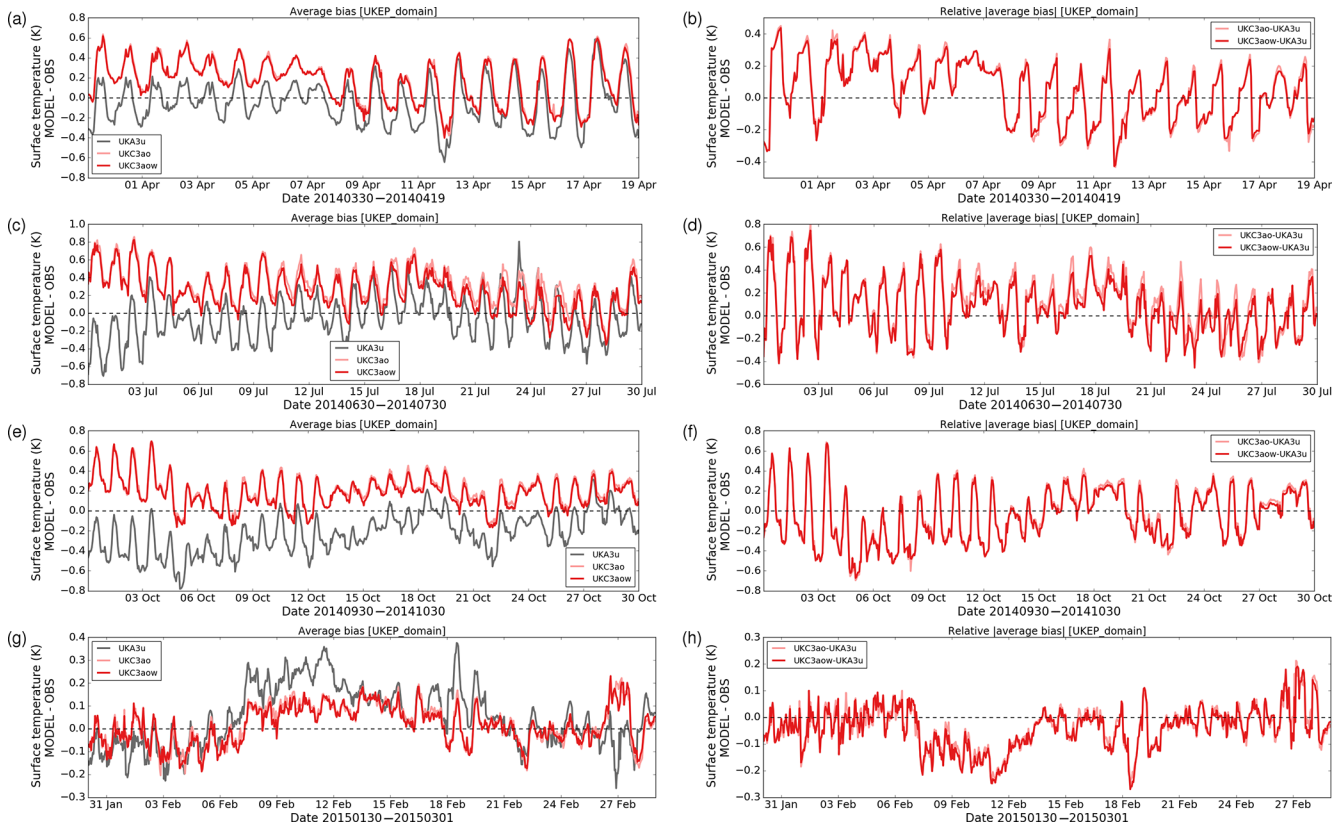 (a)
Average bias [UKEP_domain]
Surface temperature (K)
MODEL - OBS
0.8
0.6
0.4
0.2
0.0
−0.2
−0.4
−0.6
−0.8
UKA3u
UKC3ao
UKC3aow
01 Apr 03 Apr 05 Apr 07 Apr 09 Apr 11 Apr 13 Apr 15 Apr 17 Apr 19 Apr
Date 20140330−20140419
(b)
Relative |average bias| [UKEP_domain]
Surface temperature (K)
MODEL - OBS
0.4
0.2
0.0
−0.2
−0.4
UKC3ao-UKA3u
UKC3aow-UKA3u
01 Apr 03 Apr 05 Apr 07 Apr 09 Apr 11 Apr 13 Apr 15 Apr 17 Apr 19 Apr
Date 20140330−20140419
(c)
Average bias [UKEP_domain]
Surface temperature (K)
MODEL - OBS
1.0
0.8
0.6
0.4
0.2
0.0
−0.2
−0.4
−0.6
−0.8
UKA3u
UKC3ao
UKC3aow
03 Jul 06 Jul 09 Jul 12 Jul 15 Jul 18 Jul 21 Jul 24 Jul 27 Jul 30 Jul
Date 20140630−20140730
(d)
Relative |average bias| [UKEP_domain]
Surface temperature (K)
MODEL - OBS
0.8
0.6
0.4
0.2
0.0
−0.2
−0.4
−0.6
UKC3ao-UKA3u
UKC3aow-UKA3u
03 Jul 06 Jul 09 Jul 12 Jul 15 Jul 18 Jul 21 Jul 24 Jul 27 Jul 30 Jul
Date 20140630−20140730
(e)
Average bias [UKEP_domain]
Surface temperature (K)
MODEL - OBS
0.8
0.6
0.4
0.2
0.0
−0.2
−0.4
−0.6
−0.8
UKA3u
UKC3ao
UKC3aow
03 Oct 06 Oct 09 Oct 12 Oct 15 Oct 18 Oct 21 Oct 24 Oct 27 Oct 30 Oct
Date 20140930−20141030
(f)
Relative |average bias| [UKEP_domain]
Surface temperature (K)
MODEL - OBS
0.8
0.6
0.4
0.2
0.0
−0.2
−0.4
−0.6
−0.8
UKC3ao-UKA3u
UKC3aow-UKA3u
03 Oct 06 Oct 09 Oct 12 Oct 15 Oct 18 Oct 21 Oct 24 Oct 27 Oct 30 Oct
Date 20140930−20141030
(g)
Average bias [UKEP_domain]
Surface temperature (K)
MODEL - OBS
0.4
0.3
0.2
0.1
0.0
−0.1
−0.2
−0.3
UKA3u
UKC3ao
UKC3aow
31 Jan 03 Feb 06 Feb 09 Feb 12 Feb 15 Feb 18 Feb 21 Feb 24 Feb 27 Feb
Date 20150130−20150301
(h)
Relative |average bias| [UKEP_domain]
Surface temperature (K)
MODEL - OBS
0.3
0.2
0.1
0.0
−0.1
−0.2
−0.3
UKC3ao-UKA3u
UKC3aow-UKA3u
31 Jan 03 Feb 06 Feb 09 Feb 12 Feb 15 Feb 18 Feb 21 Feb 24 Feb 27 Feb
Date 20150130−20150301